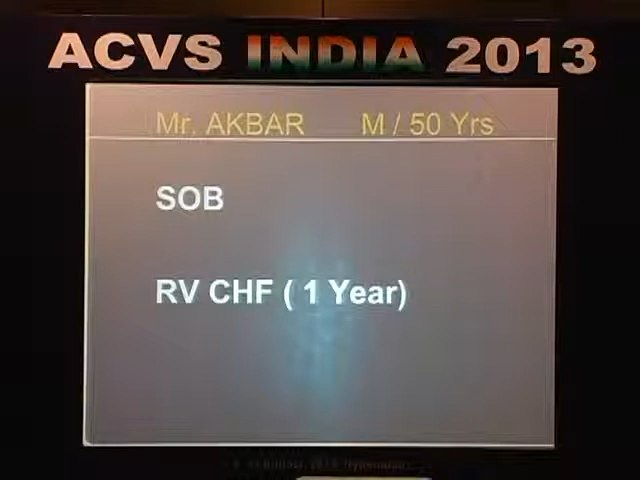 ACVS INDIA 2013
Mr. AKBAR M / 50 Yrs
SOB
RV CHF ( 1 Year)